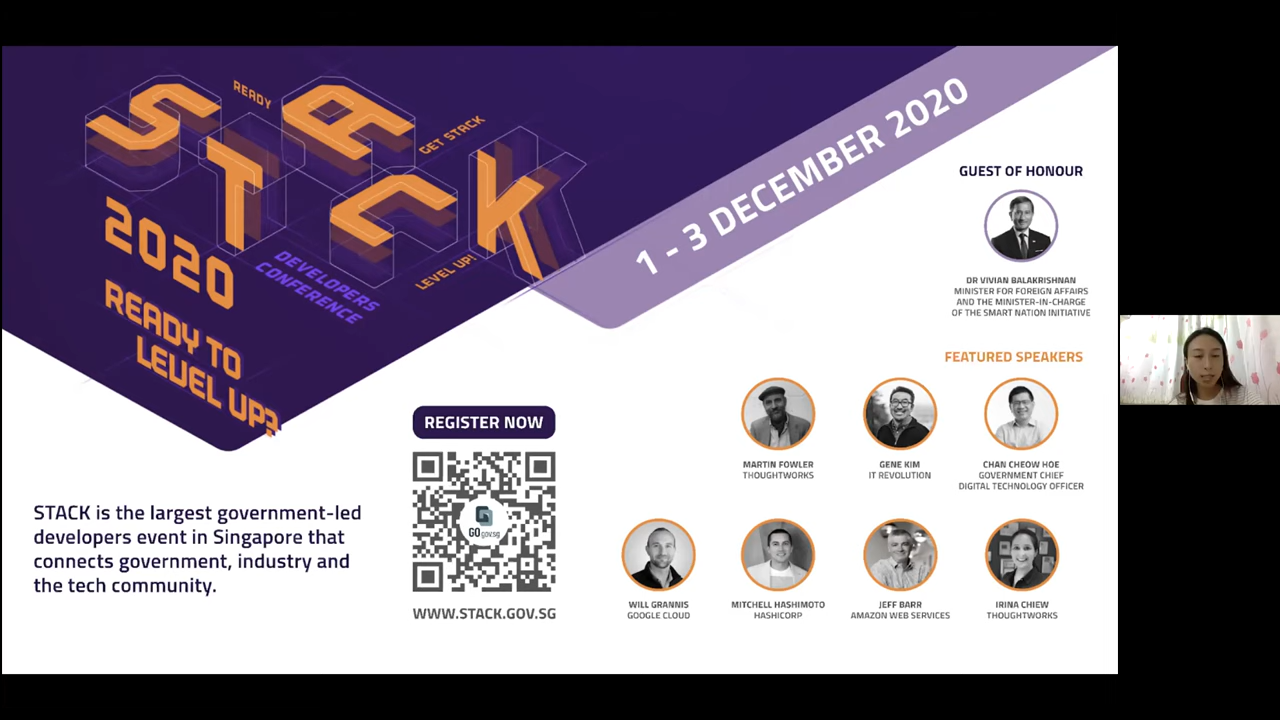 STACK
READY
GET STACK
LEVEL UP!
2020
DEVELOPERS
CONFERENCE
READY TO
LEVEL UP?
1 - 3 DECEMBER 2020
GUEST OF HONOUR
DR VIVIAN BALAKRISHNAN
MINISTER FOR FOREIGN AFFAIRS
AND THE MINISTER-IN-CHARGE
OF THE SMART NATION INITIATIVE
FEATURED SPEAKERS
MARTIN FOWLER
THOUGHTWORKS
GENE KIM
IT REVOLUTION
CHAN CHEOW HOE
GOVERNMENT CHIEF
DIGITAL TECHNOLOGY OFFICER
WILL GRANNIS
GOOGLE CLOUD
MITCHELL HASHIMOTO
HASHICORP
JEFF BARR
AMAZON WEB SERVICES
IRINA CHIEW
THOUGHTWORKS
REGISTER NOW
GO gov.sg
WWW.STACK.GOV.SG
STACK is the largest government-led
developers event in Singapore that
connects government, industry and
the tech community.